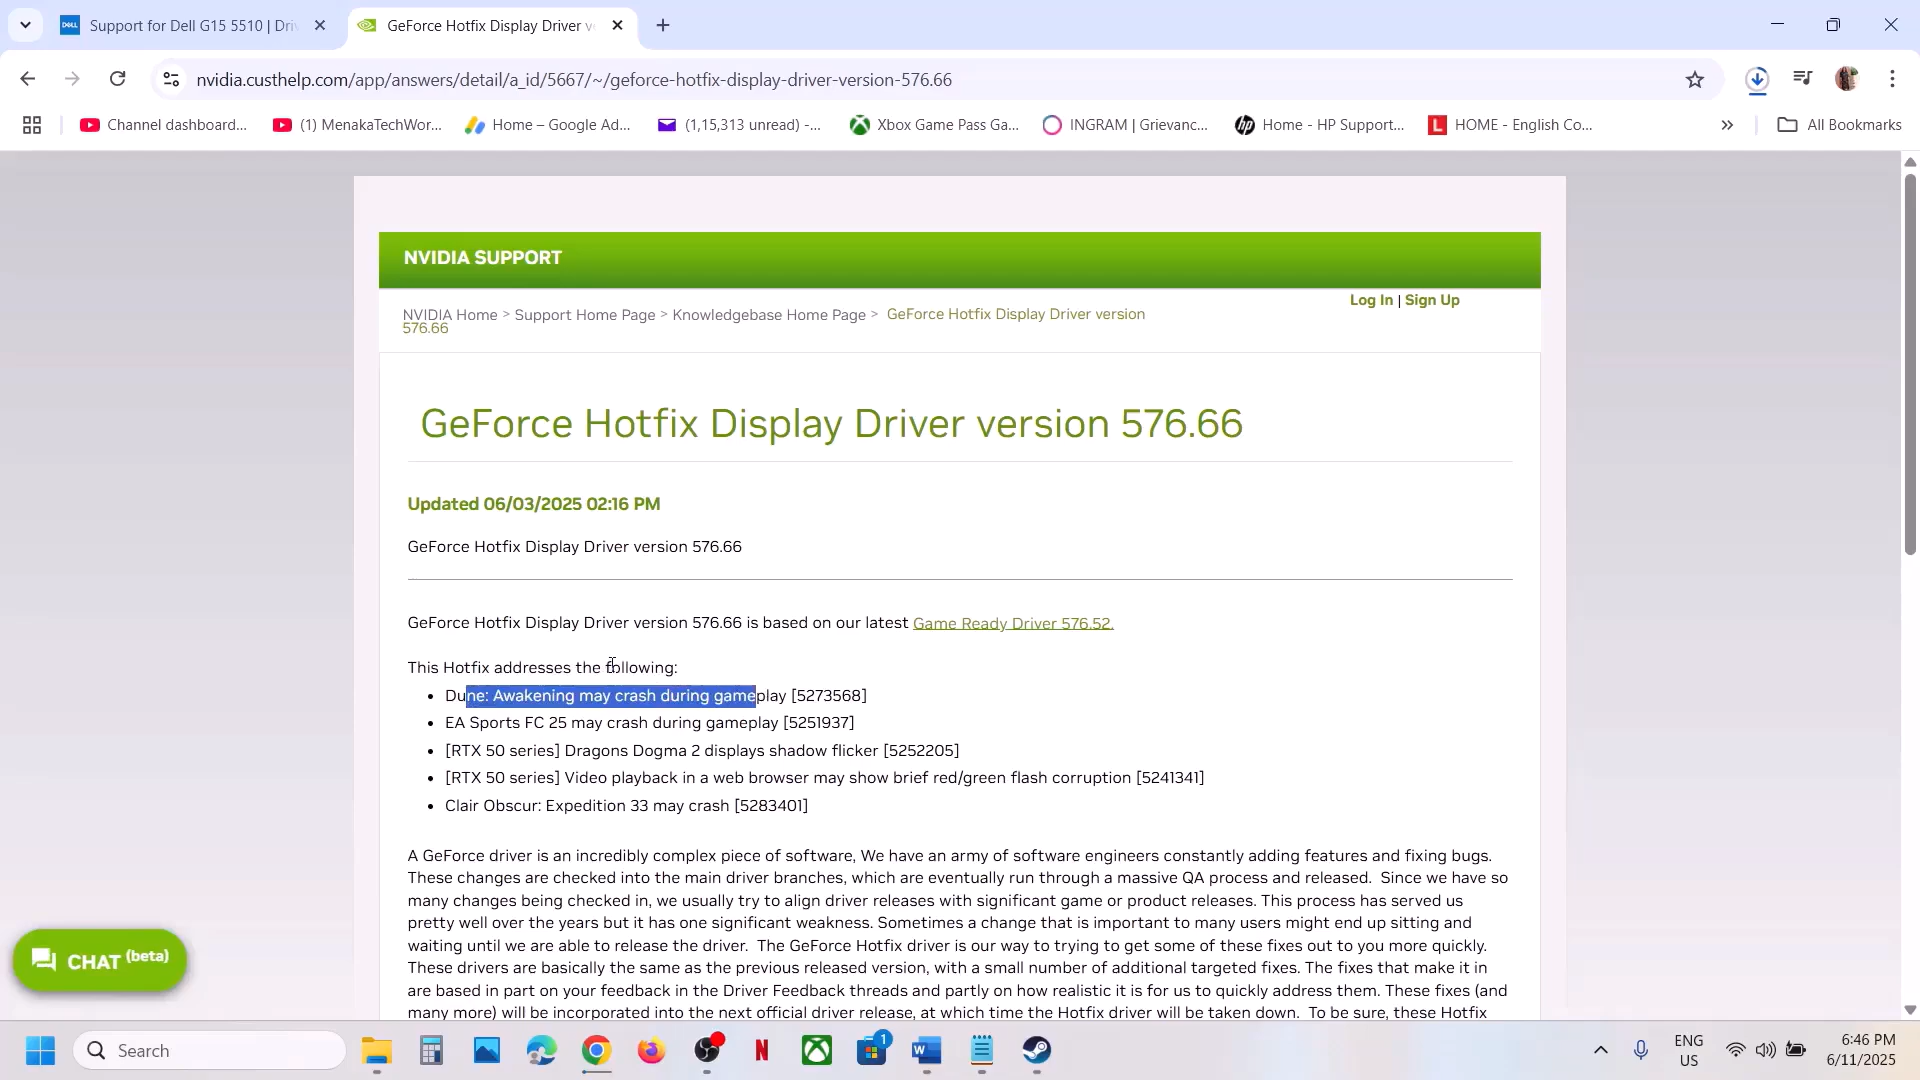 Support for Dell G15 5510 | Dri
GeForce Hotfix Display Driver v
nvidia.custhelp.com/app/answers/detail/a_id/5667/~/geforce-hotfix-display-driver-version-576.66
Channel dashboard...
(1) MenakaTechWor...
Home – Google Ad...
(1,15,313 unread) -...
Xbox Game Pass Ga...
INGRAM | Grievanc...
Home - HP Support...
HOME - English Co...
»
All Bookmarks
NVIDIA SUPPORT
Log In | Sign Up
NVIDIA Home > Support Home Page > Knowledgebase Home Page > GeForce Hotfix Display Driver version
576.66
GeForce Hotfix Display Driver version 576.66
Updated 06/03/2025 02:16 PM
GeForce Hotfix Display Driver version 576.66
GeForce Hotfix Display Driver version 576.66 is based on our latest Game Ready Driver 576.52.
This Hotfix addresses the following:
• Dune: Awakening may crash during gameplay [5273568]
• EA Sports FC 25 may crash during gameplay [5251937]
• [RTX 50 series] Dragons Dogma 2 displays shadow flicker [5252205]
• [RTX 50 series] Video playback in a web browser may show brief red/green flash corruption [5241341]
• Clair Obscur: Expedition 33 may crash [5283401]
A GeForce driver is an incredibly complex piece of software, We have an army of software engineers constantly adding features and fixing bugs.
These changes are checked into the main driver branches, which are eventually run through a massive QA process and released. Since we have so
many changes being checked in, we usually try to align driver releases with significant game or product releases. This process has served us
pretty well over the years but it has one significant weakness. Sometimes a change that is important to many users might end up sitting and
waiting until we are able to release the driver. The GeForce Hotfix driver is our way to trying to get some of these fixes out to you more quickly.
These drivers are basically the same as the previous released version, with a small number of additional targeted fixes. The fixes that make it in
are based in part on your feedback in the Driver Feedback threads and partly on how realistic it is for us to quickly address them. These fixes (and
many more) will be incorporated into the next official driver release, at which time the Hotfix driver will be taken down. To be sure, these Hotfix
CHAT (beta)
Search
1
ENG
US
6:46 PM
6/11/2025